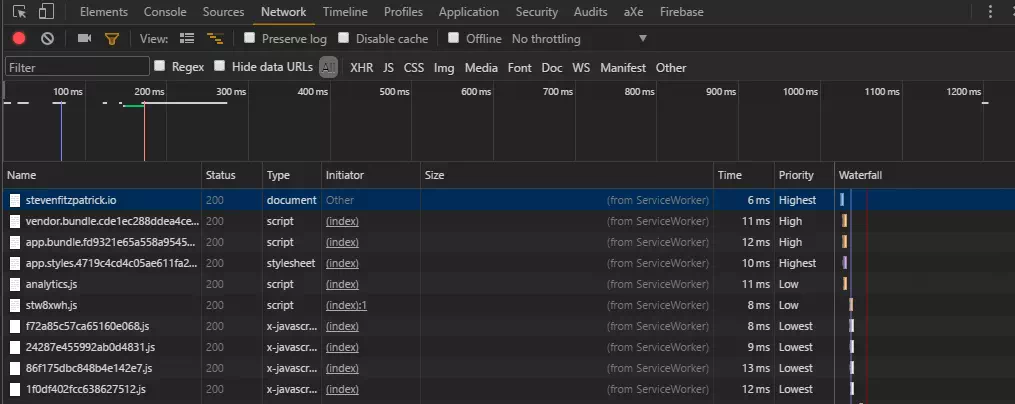 Elements Console Sources Network Timeline Profiles Application Security Audits aXe Firebase
View: Preserve log Disable cache Offline No throttling
Filter Regex Hide data URLs All XHR JS CSS Img Media Font Doc WS Manifest Other
100 ms 200 ms 300 ms 400 ms 500 ms 600 ms 700 ms 800 ms 900 ms 1000 ms 1100 ms 1200 ms
Name Status Type Initiator Size Time Priority Waterfall
stevenfitzpatrick.io 200 document Other (from ServiceWorker) 6 ms Highest
vendor.bundle.cde1ec288ddea4ce... 200 script (index) (from ServiceWorker) 11 ms High
app.bundle.fd9321e65a558a9545... 200 script (index) (from ServiceWorker) 12 ms High
app.styles.4719c4cd4c05ae611fa2... 200 stylesheet (index) (from ServiceWorker) 10 ms Highest
analytics.js 200 script (index) (from ServiceWorker) 11 ms Low
stw8xwh.js 200 script (index):1 (from ServiceWorker) 8 ms Low
f72a85c57ca65160e068.js 200 x-javascr... (index) (from ServiceWorker) 8 ms Lowest
24287e455992ab0d4831.js 200 x-javascr... (index) (from ServiceWorker) 9 ms Lowest
86f175dbc848b4e142e7.js 200 x-javascr... (index) (from ServiceWorker) 13 ms Lowest
1f0df402fcc638627512.js 200 x-javascr... (index) (from ServiceWorker) 12 ms Lowest